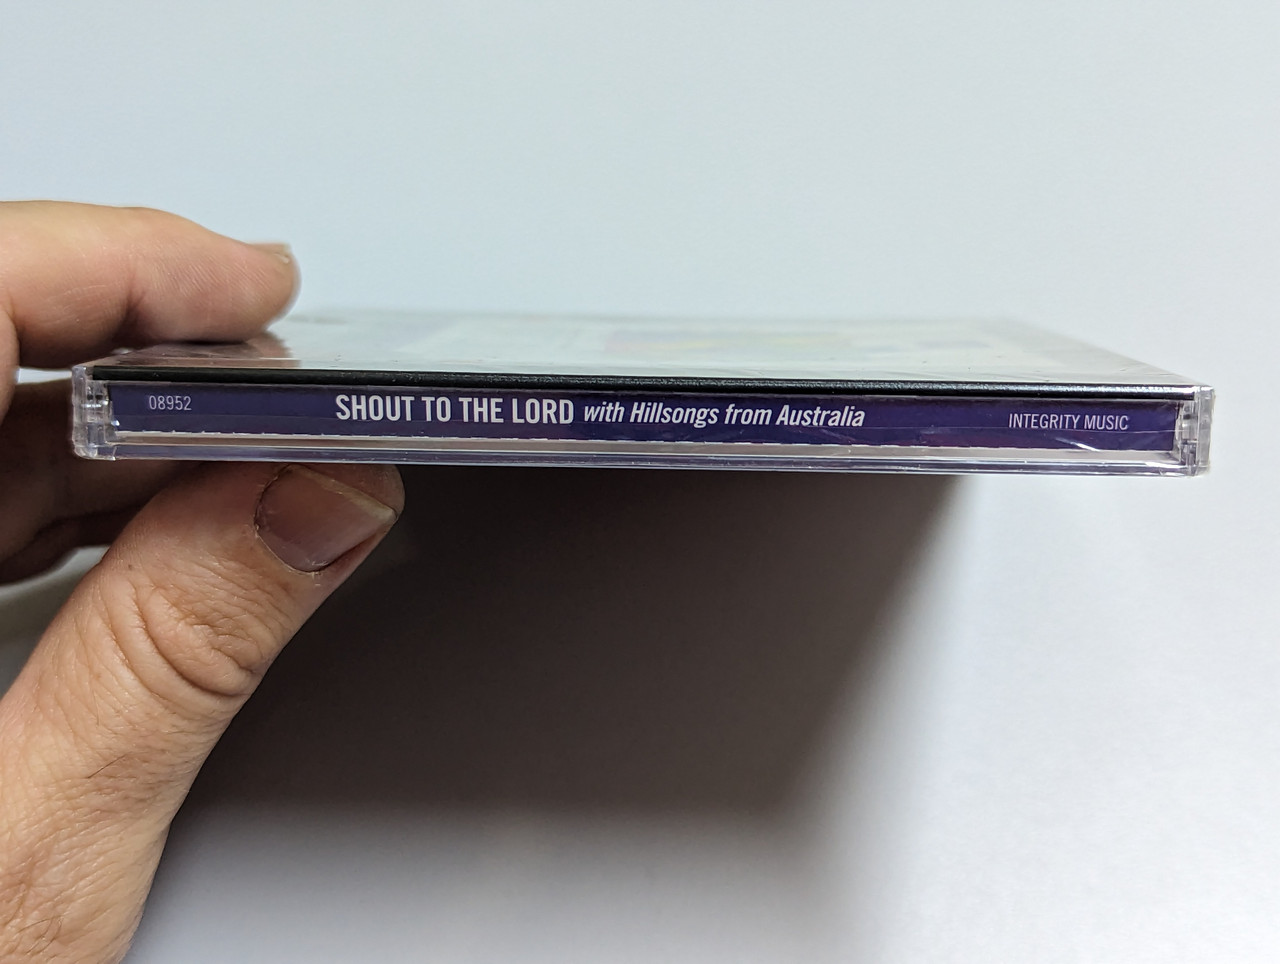 08952 SHOUT TO THE LORD with Hillsongs from Australia INTEGRITY MUSIC